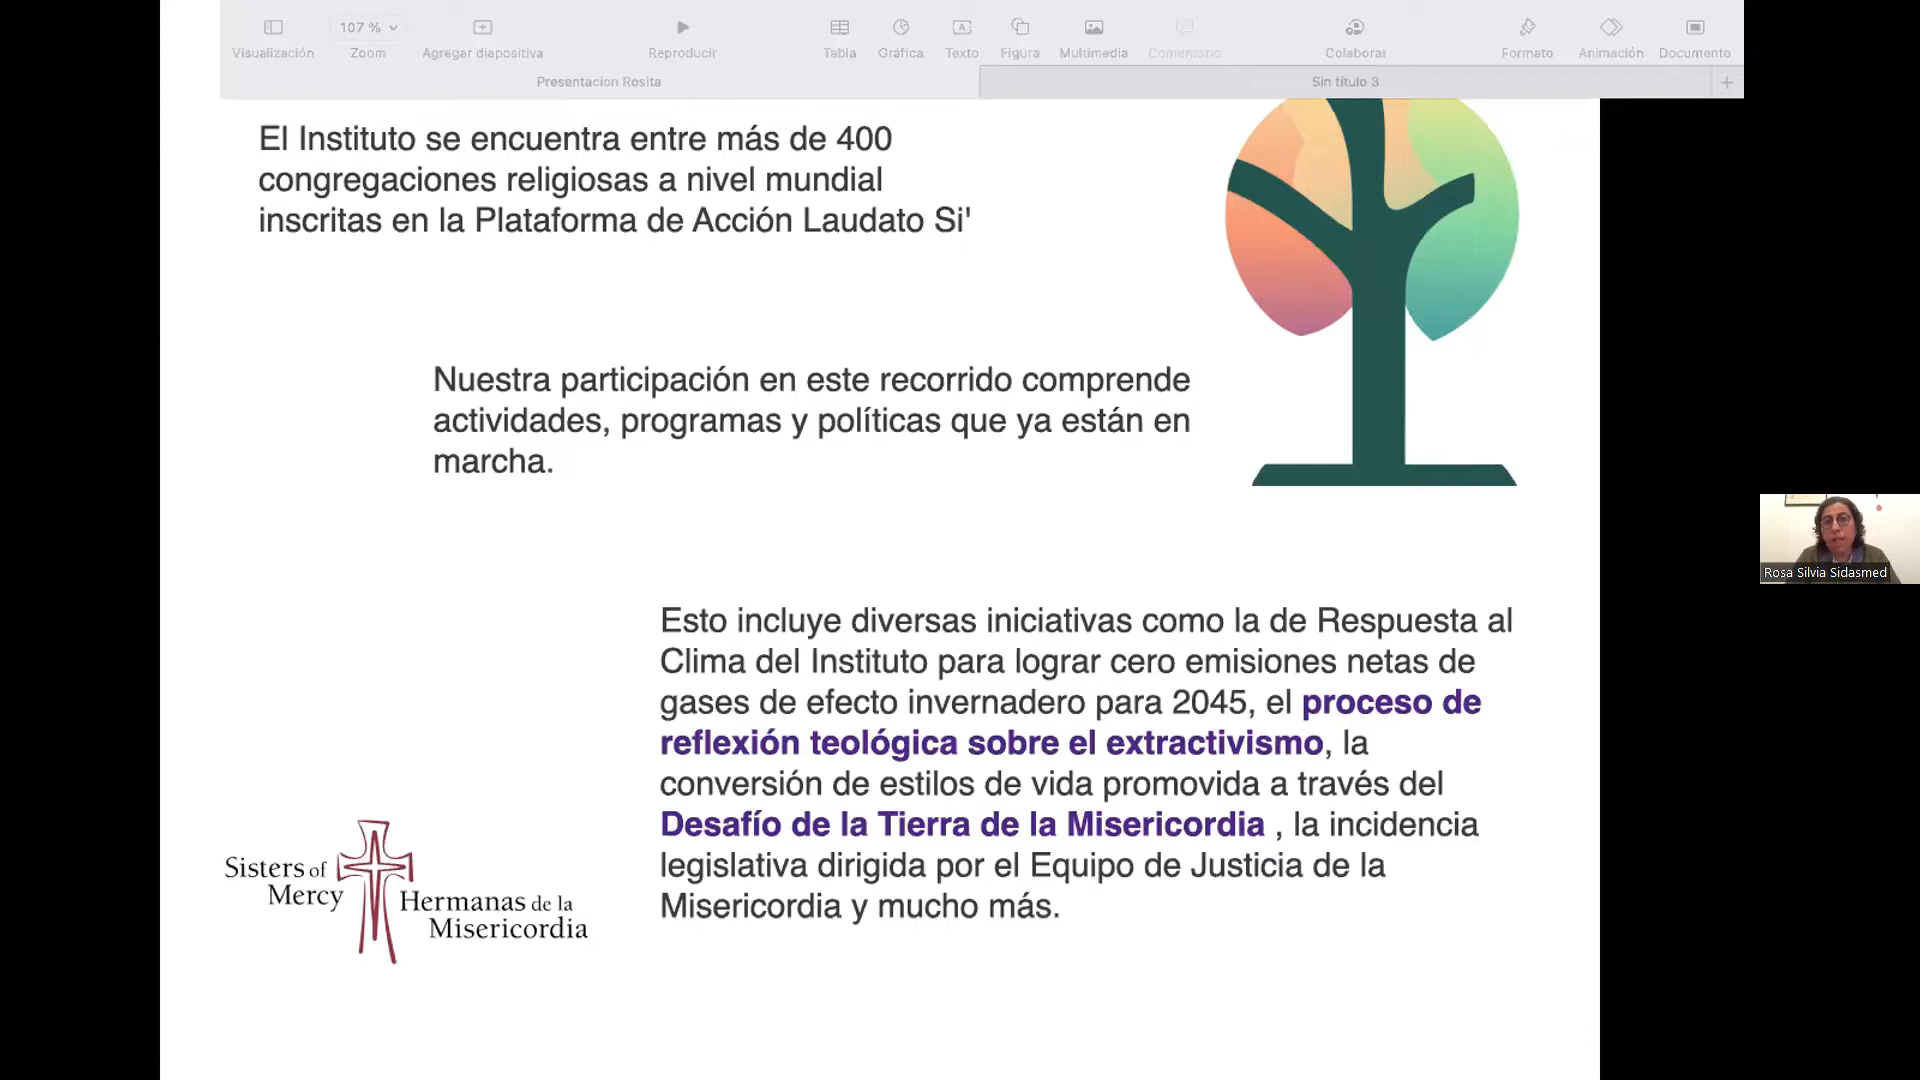 107 %
Visualización
Zoom
Agregar diapositiva
Reproducir
Tabla
Gráfica
Texto
Figura
Multimedia
Comentario
Colaborar
Formato
Animación
Documento
Presentacion Rosita
Sin título 3
El Instituto se encuentra entre más de 400
congregaciones religiosas a nivel mundial
inscritas en la Plataforma de Acción Laudato Si'
Nuestra participación en este recorrido comprende
actividades, programas y políticas que ya están en
marcha.
Esto incluye diversas iniciativas como la de Respuesta al
Clima del Instituto para lograr cero emisiones netas de
gases de efecto invernadero para 2045, el proceso de
reflexión teológica sobre el extractivismo, la
conversión de estilos de vida promovida a través del
Desafío de la Tierra de la Misericordia , la incidencia
legislativa dirigida por el Equipo de Justicia de la
Misericordia y mucho más.
Sisters of
Mercy
Hermanas de la
Misericordia
Rosa Silvia Sidasmed